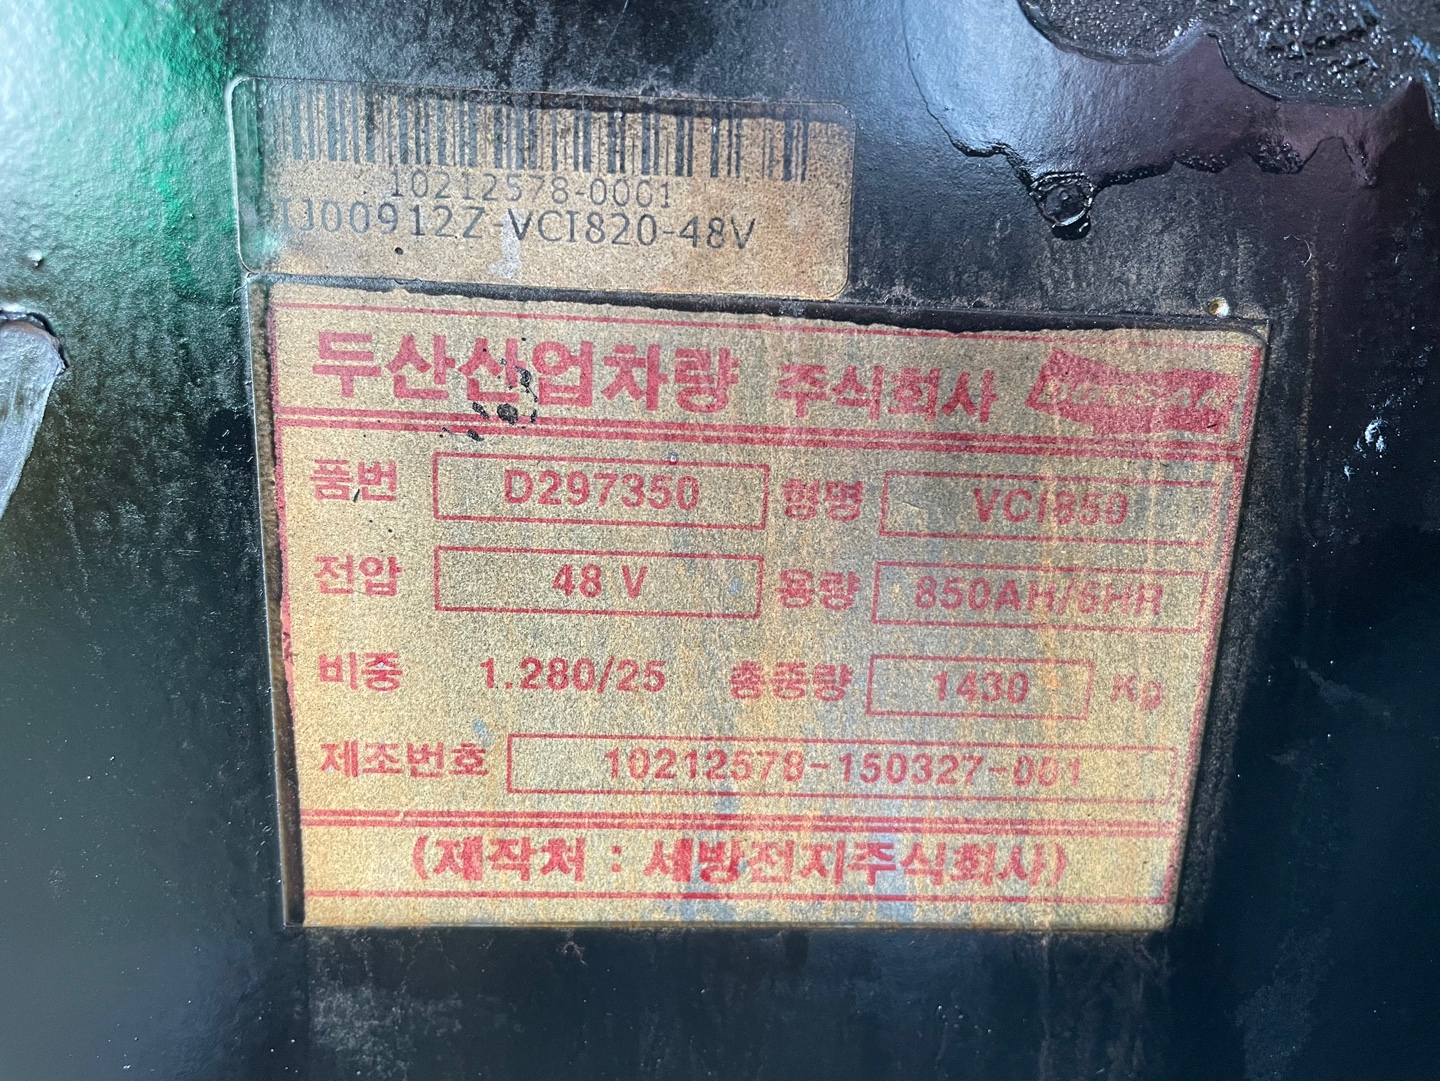 10212578-0001
IJ00912Z-VCI820-48V
두산산업차량 주식회사
품번 D297350 형명 VCI850
전압 48 V 용량 850AH/5HR
비중 1.280/25 총중량 1430 Kg
제조번호 10212578-150327-001
(제작처 : 세방전지주식회사)